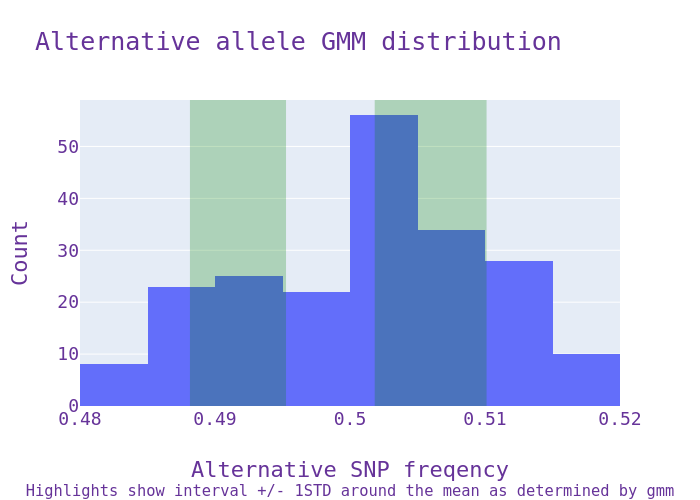 Alternative allele GMM distribution
Count
50
40
30
20
10
0
0.48 0.49 0.5 0.51 0.52
Alternative SNP freqency
Highlights show interval +/- 1STD around the mean as determined by gmm